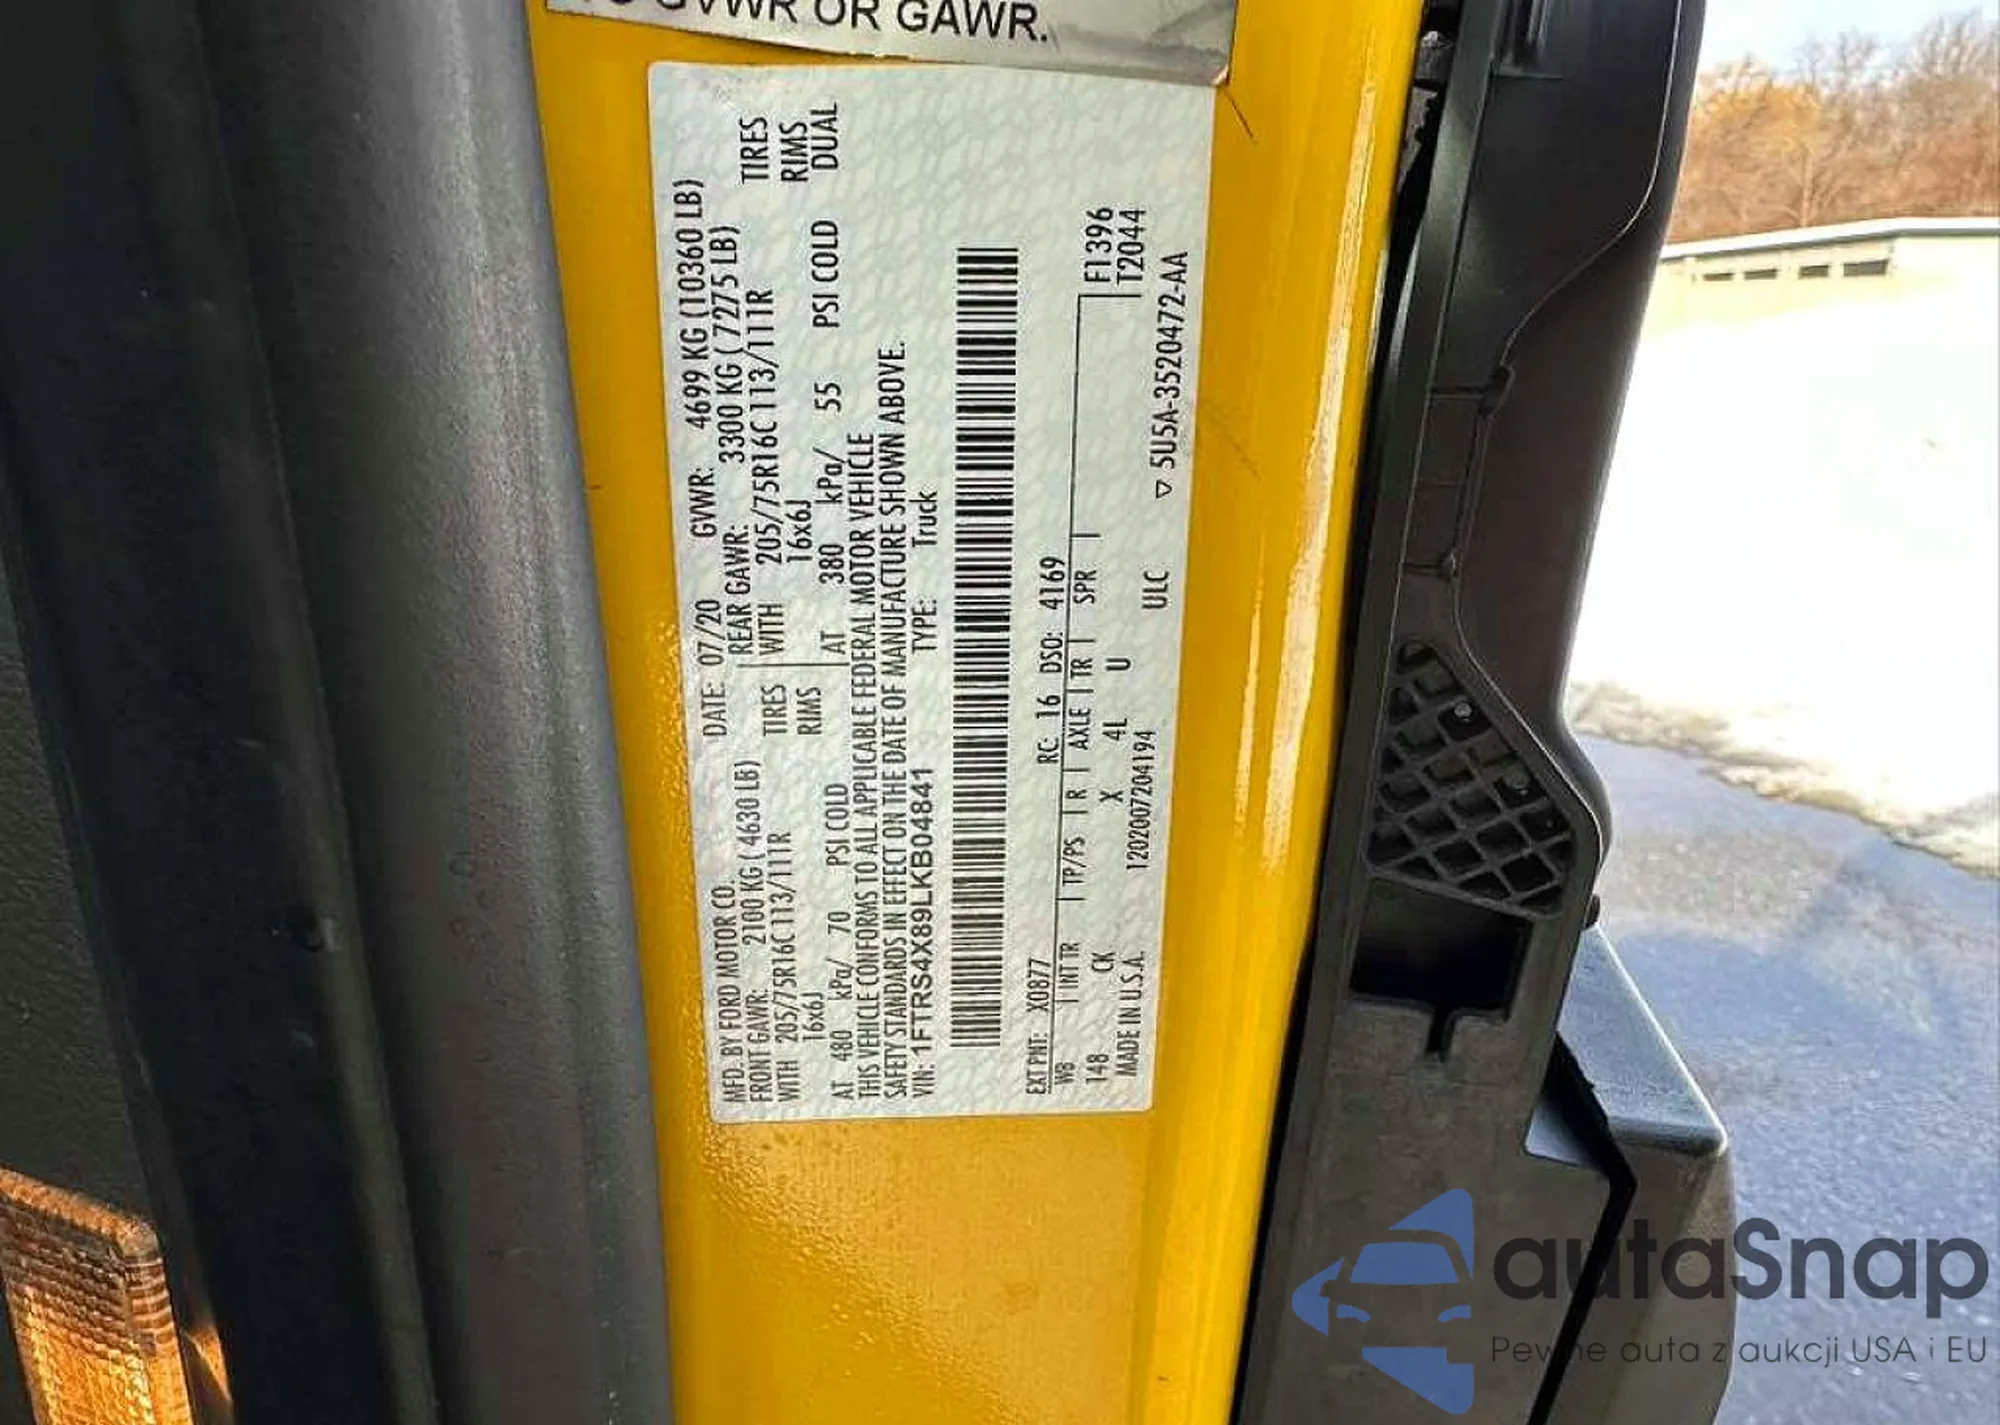 TO GVWR OR GAWR.
MFD. BY FORD MOTOR CO.
DATE: 07/20 GVWR: 4699 KG (10360 LB)
FRONT GAWR: 2100 KG ( 4630 LB)
REAR GAWR: 3300 KG ( 7275 LB)
WITH 205/75R16C113/111R TIRES
WITH 205/75R16C113/111R TIRES
16x6J RIMS
16x6J RIMS
AT 480 kPa/ 70 PSI COLD
AT 380 kPa/ 55 PSI COLD DUAL
THIS VEHICLE CONFORMS TO ALL APPLICABLE FEDERAL MOTOR VEHICLE
SAFETY STANDARDS IN EFFECT ON THE DATE OF MANUFACTURE SHOWN ABOVE.
VIN: 1FTRS4X89LKB04841 TYPE: Truck
EXT PNT: X0877 RC: 16 DSO: 4169
WB INT TR TP/PS R AXLE TR SPR F1396
148 CK X 4L U T2044
MADE IN U.S.A. 1202007204194 ULC ▽ 5U5A-3520472-AA
autaSnap
Pewne auta z aukcji USA i EU